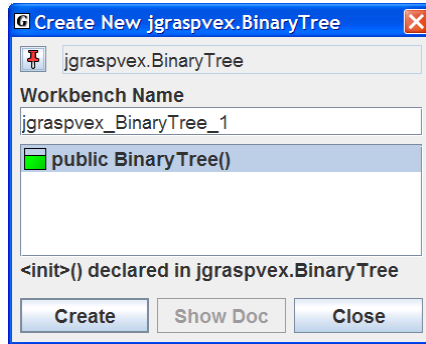 Create New jgraspvex.BinaryTree
jgraspvex.BinaryTree
Workbench Name
jgraspvex_BinaryTree_1
public BinaryTree()
<init>() declared in jgraspvex.BinaryTree
Create Show Doc Close